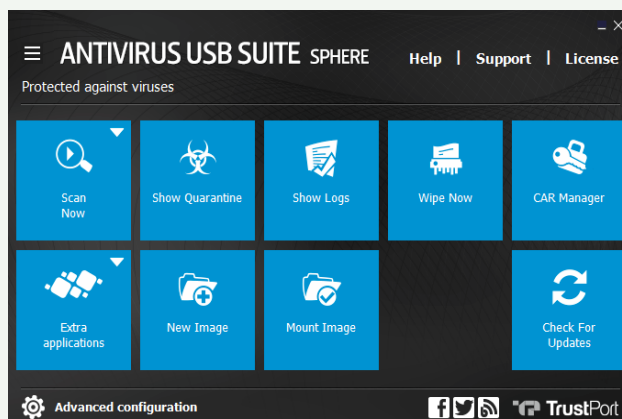 ANTIVIRUS USB SUITE SPHERE
Help | Support | License
Protected against viruses
Scan
Now
Show Quarantine
Show Logs
Wipe Now
CAR Manager
Extra
applications
New Image
Mount Image
Check For
Updates
Advanced configuration
TrustPort